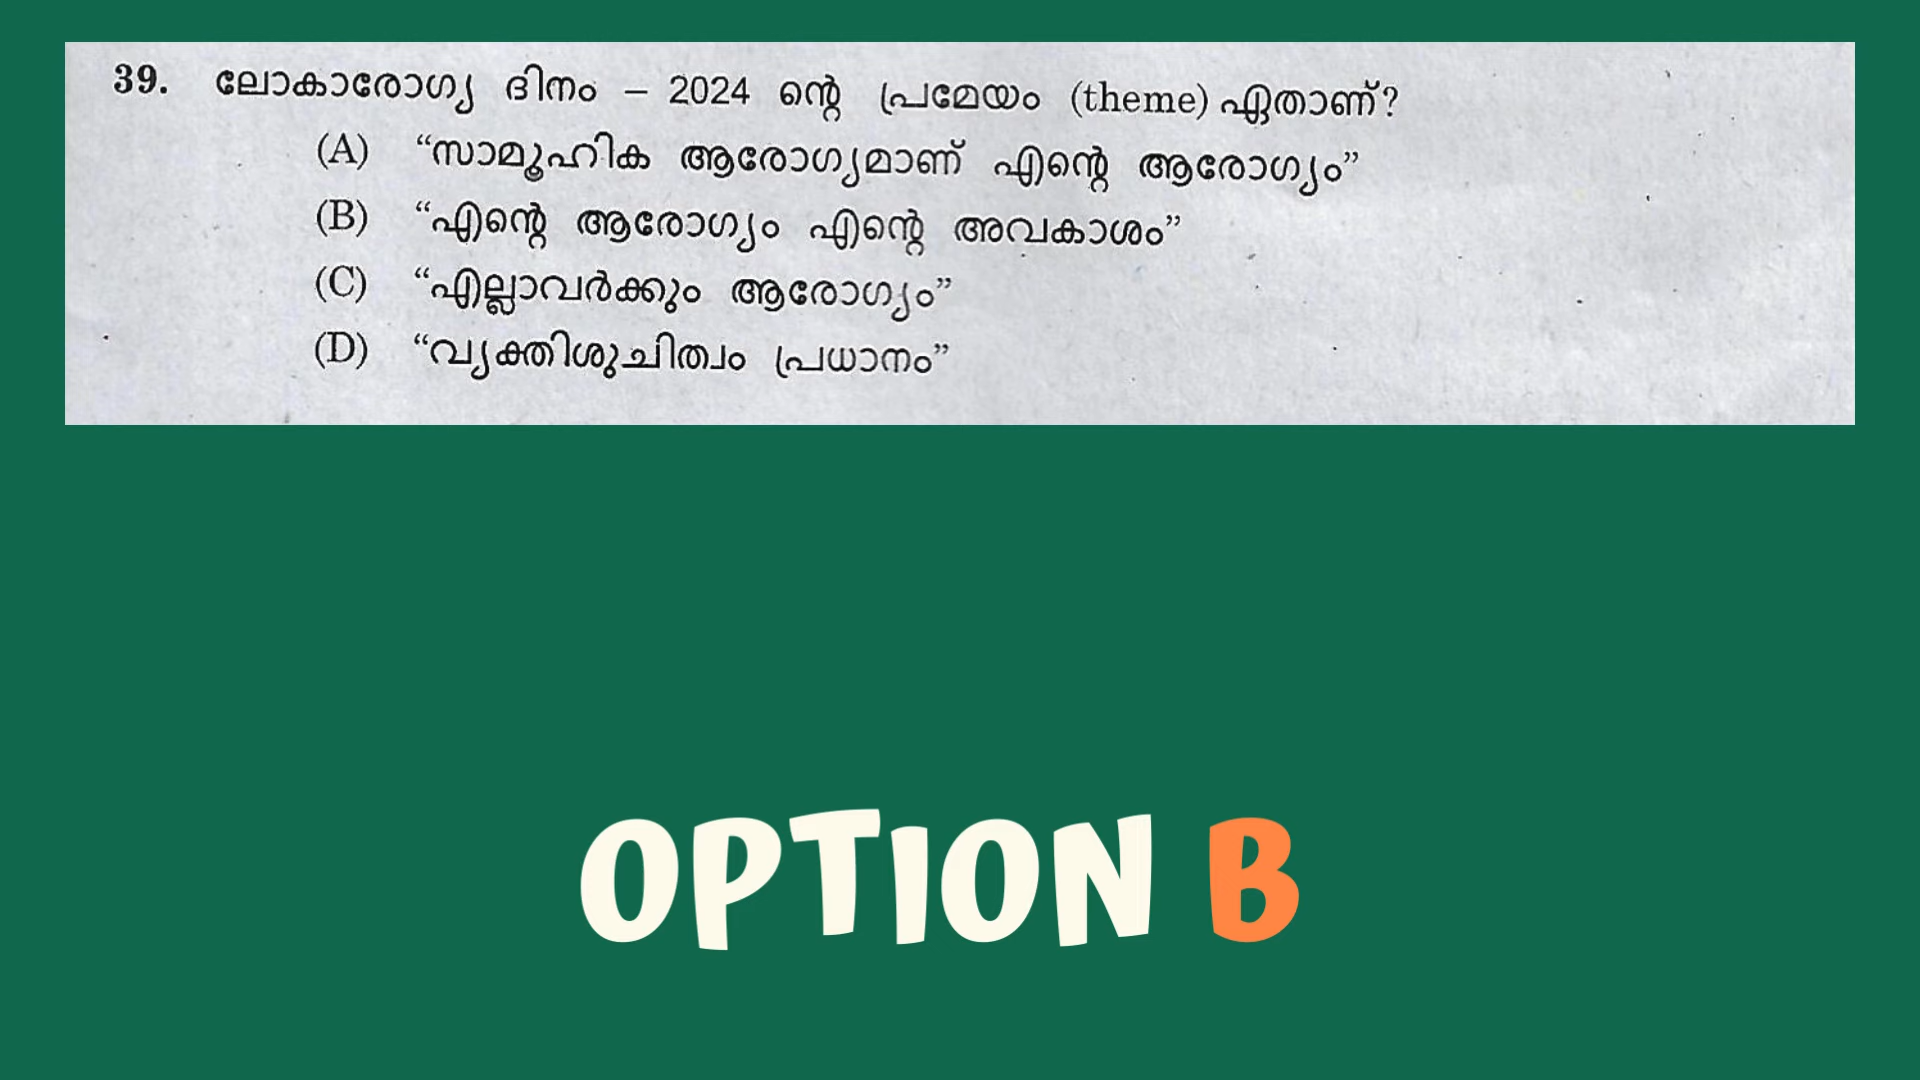 39. ലോകാരോഗ്യ ദിനം – 2024 ന്റെ പ്രമേയം (theme) ഏതാണ്?
(A) “സാമൂഹിക ആരോഗ്യമാണ് എന്റെ ആരോഗ്യം”
(B) “എന്റെ ആരോഗ്യം എന്റെ അവകാശം”
(C) “എല്ലാവർക്കും ആരോഗ്യം”
(D) “വ്യക്തിശുചിത്വം പ്രധാനം”
OPTION B